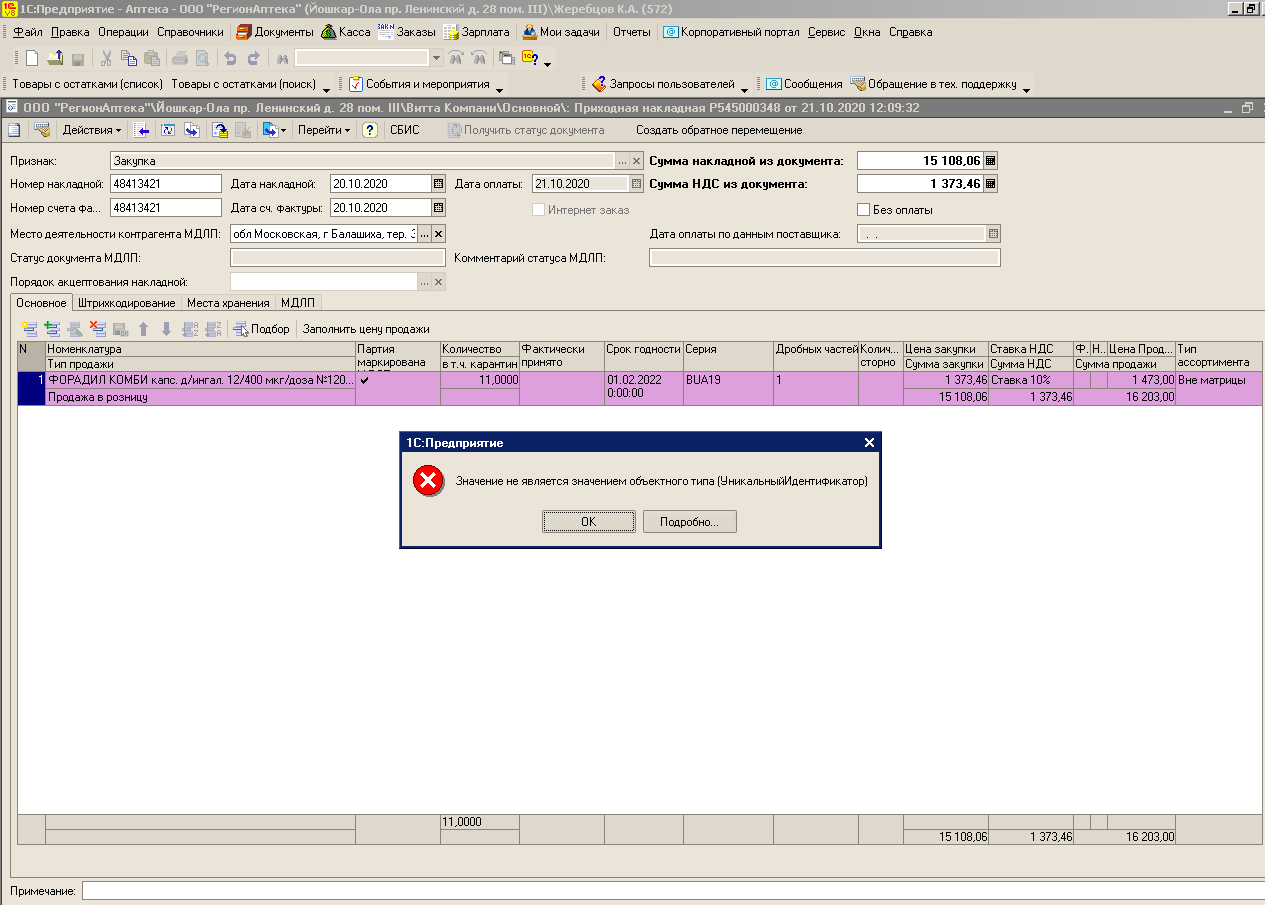 1С:Предприятие - Аптека - ООО "РегионАптека" (Йошкар-Ола пр. Ленинский д. 28 пом. III)\Жеребцов К.А. (572)
Файл Правка Операции Справочники Документы Касса Заказы Зарплата Мои задачи Отчеты Корпоративный портал Сервис Окна Справка
Товары с остатками (список) Товары с остатками (поиск) События и мероприятия Запросы пользователей Сообщения Обращение в тех. поддержку
ООО "РегионАптека"\Йошкар-Ола пр. Ленинский д. 28 пом. III\Витта Компани\Основной\: Приходная накладная Р545000348 от 21.10.2020 12:09:32
Действия Перейти СБИС Получить статус документа Создать обратное перемещение
Признак: Закупка ... Сумма накладной из документа: 15 108,06
Номер накладной: 48413421 Дата накладной: 20.10.2020 Дата оплаты: 21.10.2020 Сумма НДС из документа: 1 373,46
Номер счета фа... 48413421 Дата сч. фактуры: 20.10.2020 Интернет заказ Без оплаты
Место деятельности контрагента МДЛП: обл Московская, г Балашиха, тер. ... Дата оплаты по данным поставщика: . .
Статус документа МДЛП: Комментарий статуса МДЛП:
Порядок акцептования накладной: ...
Основное Штрихкодирование Места хранения МДЛП
Подбор Заполнить цену продажи
N Номенклатура Партия Количество Фактически Срок годности Серия Дробных частей Колич... Цена закупки Ставка НДС Ф. Н.. Цена Прод... Тип
Тип продажи маркирована в т.ч. карантин принято сторно Сумма закупки Сумма НДС Сумма продажи ассортимента
1 ФОРАДИЛ КОМБИ капс. д/ингал. 12/400 мкг/доза №120... ✔ 11,0000 01.02.2022 BUA19 1 1 373,46 Ставка 10% 1 473,00 Вне матрицы
Продажа в розницу 0:00:00 15 108,06 1 373,46 16 203,00
1С:Предприятие
Значение не является значением объектного типа (УникальныйИдентификатор)
OK Подробно...
11,0000
15 108,06 1 373,46 16 203,00
Примечание: